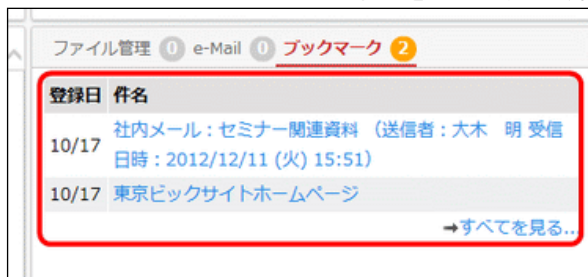 ファイル管理 0 e-Mail 0 ブックマーク 2
登録日 件名
10/17 社内メール：セミナー関連資料 （送信者：大木　明 受信
日時：2012/12/11 (火) 15:51）
10/17 東京ビックサイトホームページ
→すべてを見る...